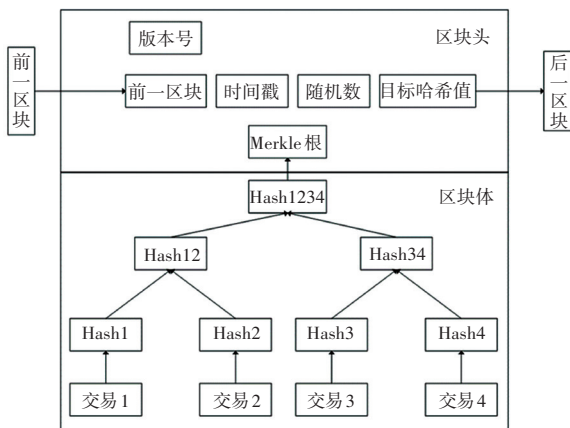 版本号
区块头
前一区块
前一区块
时间戳
随机数
目标哈希值
后一区块
Merkle根
Hash1234
区块体
Hash12
Hash34
Hash1
Hash2
Hash3
Hash4
交易1
交易2
交易3
交易4